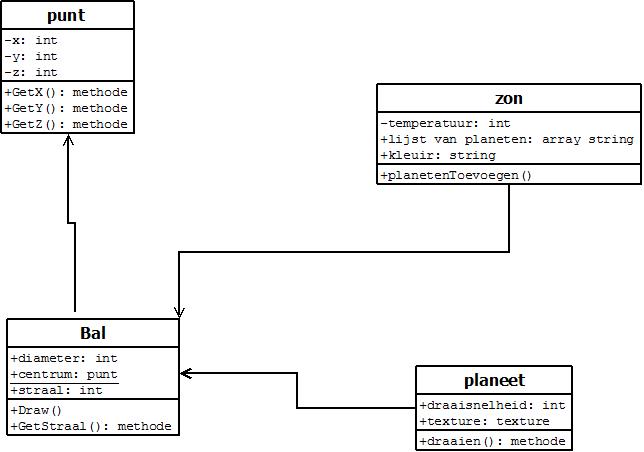 punt
-x: int
-y: int
-z: int
+GetX(): methode
+GetY(): methode
+GetZ(): methode
zon
-temperatuur: int
+lijst van planeten: array string
+kleuir: string
+planetenToevoegen()
Bal
+diameter: int
+centrum: punt
+straal: int
+Draw()
+GetStraal(): methode
planeet
+draaisnelheid: int
+texture: texture
+draaien(): methode